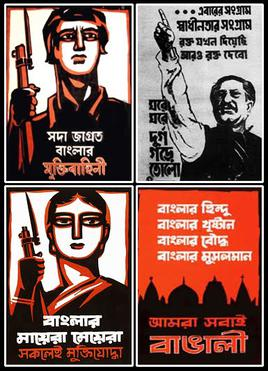 সদা জাগ্রত
বাংলার
মুক্তিবাহিনী
...এবারের সংগ্রাম
স্বাধীনতার সংগ্রাম
রক্ত যখন দিয়েছি
আরও রক্ত দেবো
ঘরে
ঘরে
দুর্গ
গড়ে
তোলো
বাংলার
মায়েরা মেয়েরা
সকলেই মুক্তিযোদ্ধা
বাংলার হিন্দু
বাংলার খৃষ্টান
বাংলার বৌদ্ধ
বাংলার মুসলমান
আমরা সবাই
বাঙালী